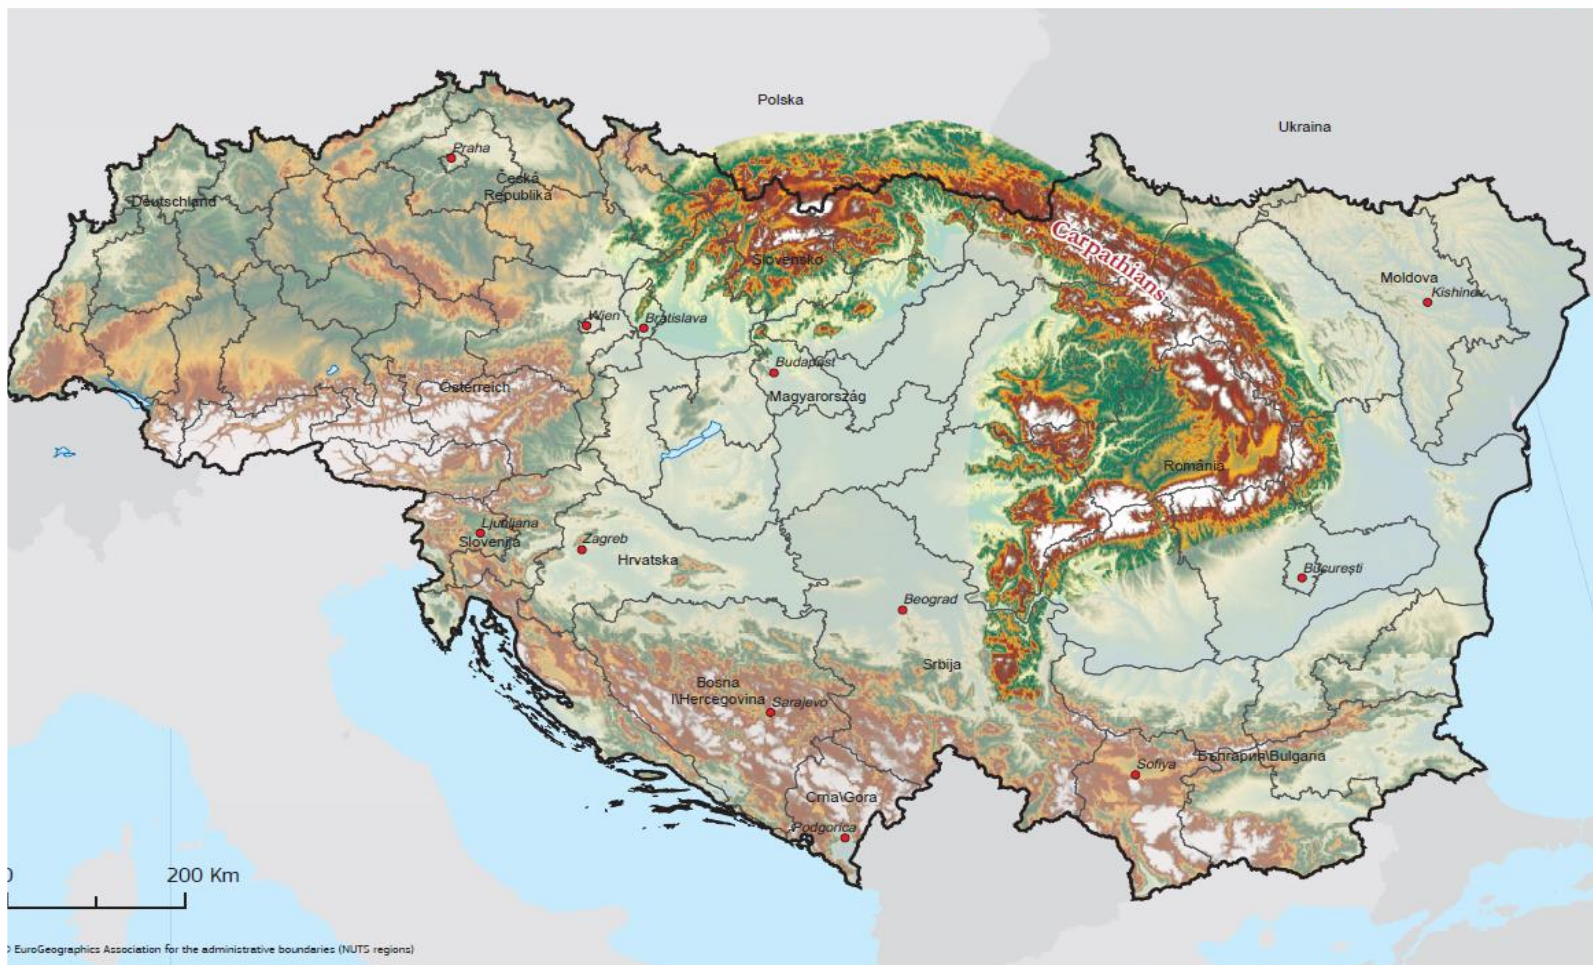 Polska
Ukraina
Praha
Česká
Republika
Deutschland
Carpathians
Slovensko
Moldova
Kishinev
Wien
Bratislava
Budapest
Österreich
Magyarország
România
Ljubljana
Slovenija
Zagreb
Hrvatska
București
Beograd
Srbija
Bosna
I\Hercegovina
Sarajevo
Sofiya
България\Bulgaria
Crna\Gora
Podgorica
0
200 Km
© EuroGeographics Association for the administrative boundaries (NUTS regions)